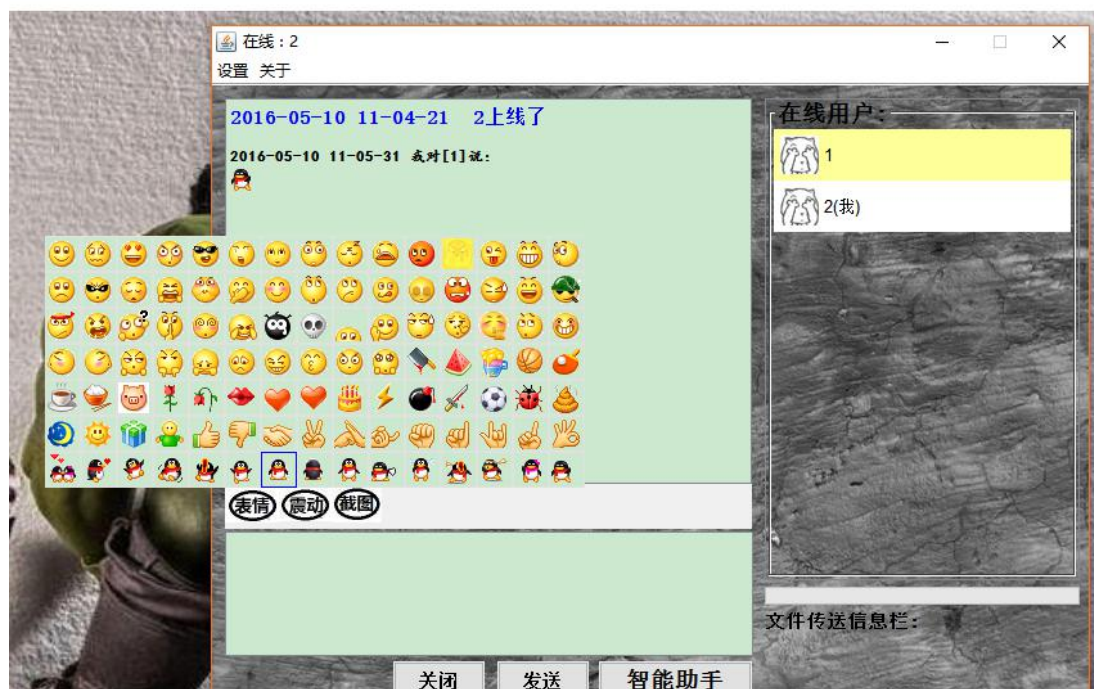 在线：2
设置 关于
2016-05-10 11-04-21 2上线了
2016-05-10 11-05-31 我对[1]说：
在线用户：
1
2(我)
表情 震动 截图
文件传送信息栏：
关闭 发送 智能助手